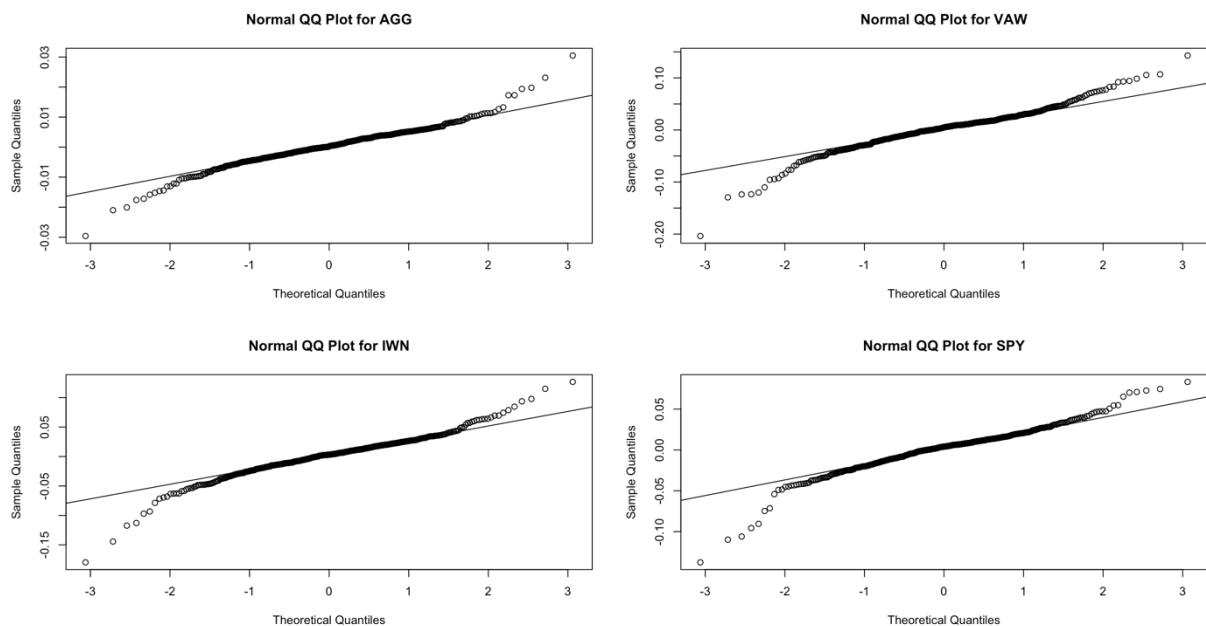 Normal QQ Plot for AGG
Sample Quantiles
0.03
0.01
-0.01
-0.03
-3 -2 -1 0 1 2 3
Theoretical Quantiles
Normal QQ Plot for VAW
Sample Quantiles
0.10
0.00
-0.10
-0.20
-3 -2 -1 0 1 2 3
Theoretical Quantiles
Normal QQ Plot for IWN
Sample Quantiles
0.05
-0.05
-0.15
-3 -2 -1 0 1 2 3
Theoretical Quantiles
Normal QQ Plot for SPY
Sample Quantiles
0.05
0.00
-0.10
-3 -2 -1 0 1 2 3
Theoretical Quantiles